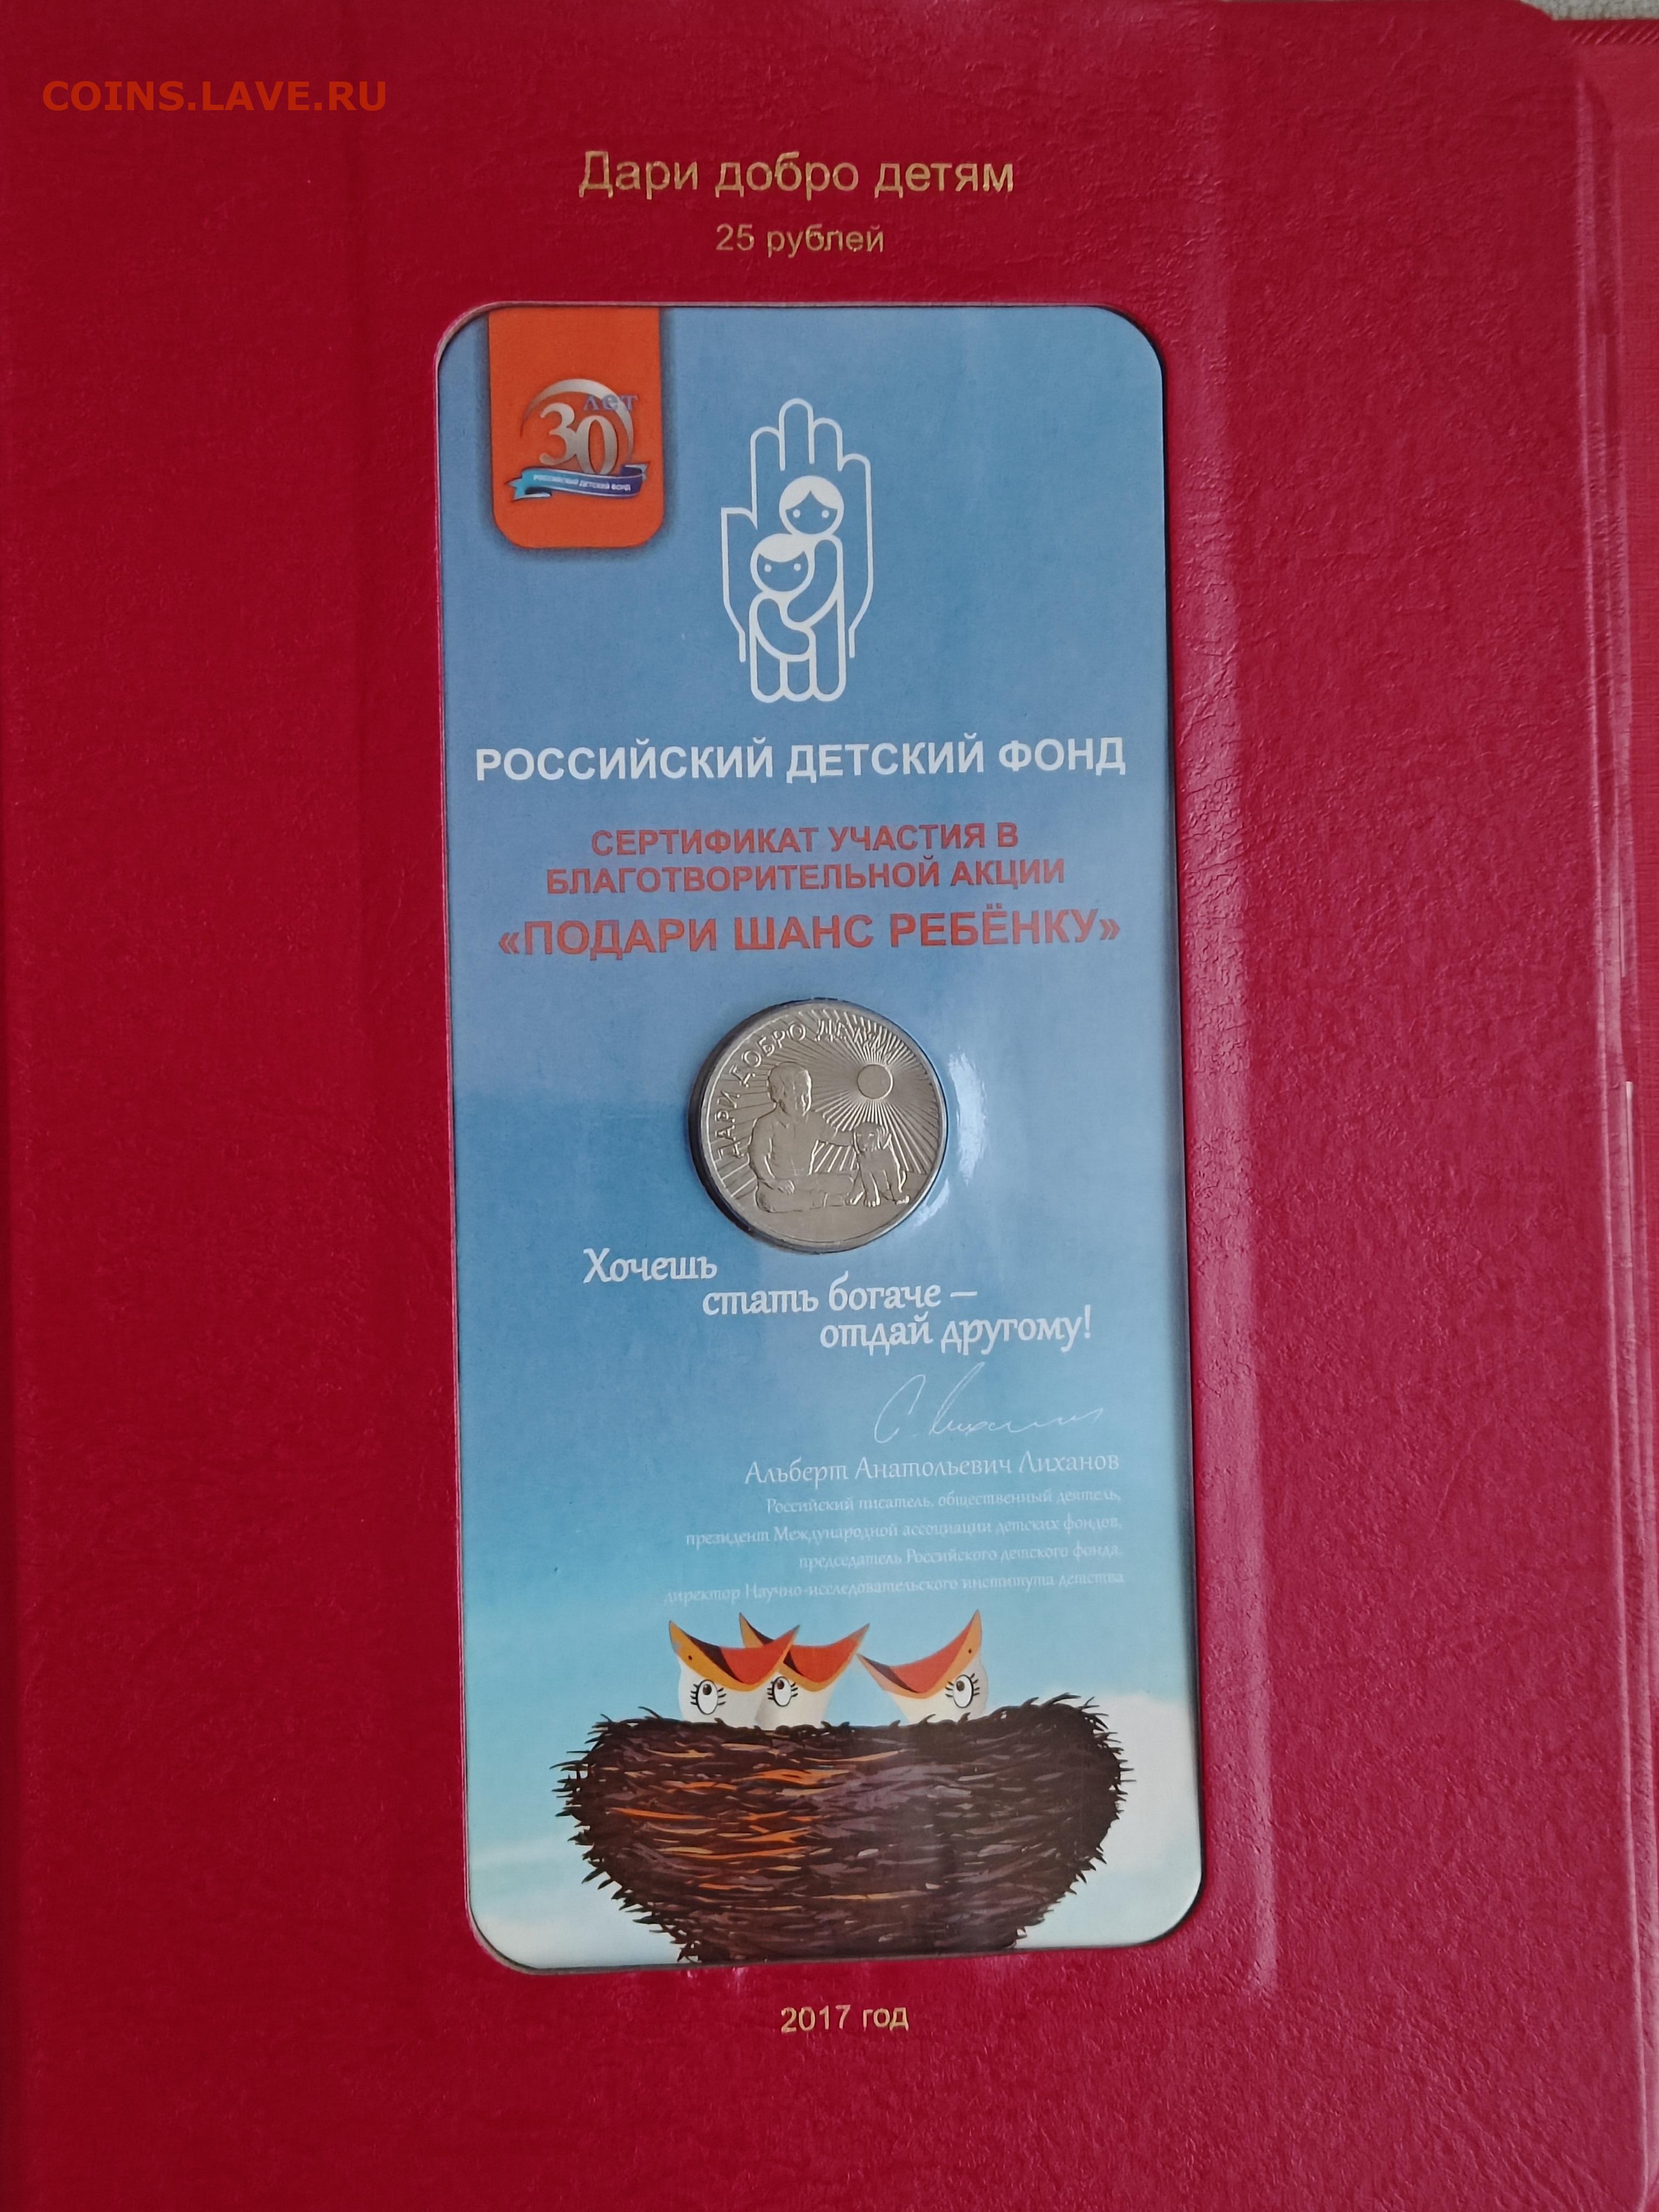 COINS.LAVE.RU
Дари добро детям
25 рублей
30 лет
РОССИЙСКИЙ ДЕТСКИЙ ФОНД
РОССИЙСКИЙ ДЕТСКИЙ ФОНД
СЕРТИФИКАТ УЧАСТИЯ В
БЛАГОТВОРИТЕЛЬНОЙ АКЦИИ
«ПОДАРИ ШАНС РЕБЁНКУ»
ДАРИ ДОБРО ДЕТЯМ
Хочешь
стать богаче –
отдай другому!
Альберт Анатольевич Лиханов
Российский писатель, общественный деятель,
президент Международной ассоциации детских фондов,
председатель Российского детского фонда,
директор Научно-исследовательского института детства
2017 год